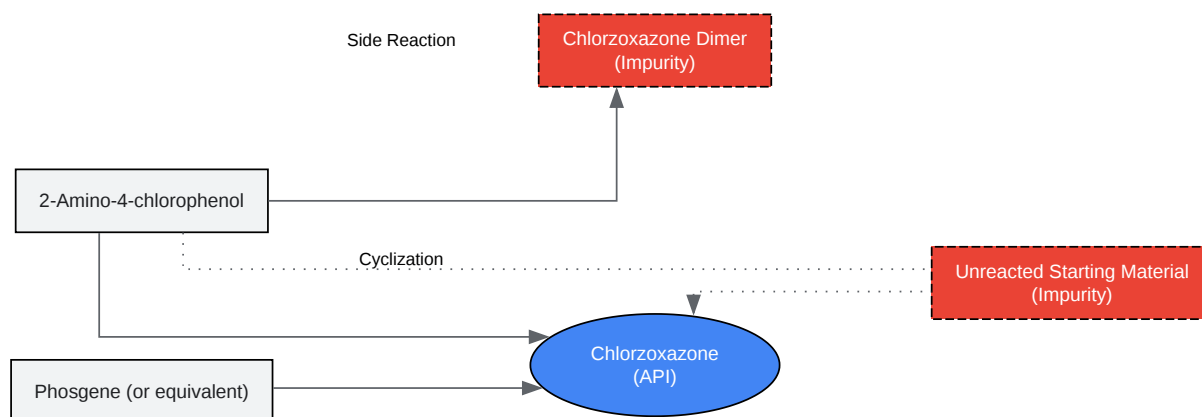 Side Reaction
Chlorzoxazone Dimer
(Impurity)
2-Amino-4-chlorophenol
Cyclization
Unreacted Starting Material
(Impurity)
Chlorzoxazone
(API)
Phosgene (or equivalent)